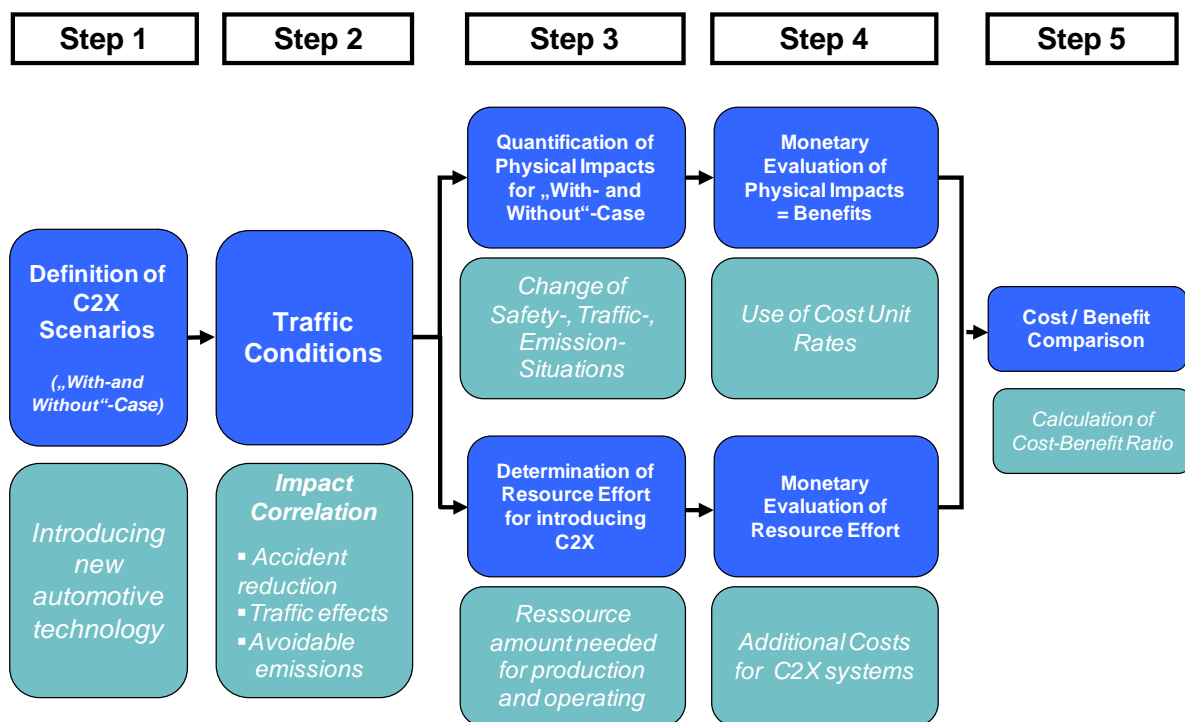 Step 1
Step 2
Step 3
Step 4
Step 5
Definition of
C2X
Scenarios
(„With-and
Without“-Case)
Introducing
new
automotive
technology
Traffic
Conditions
Impact
Correlation
▪ Accident
reduction
▪ Traffic effects
▪ Avoidable
emissions
Quantification of
Physical Impacts
for „With- and
Without“-Case
Change of
Safety-, Traffic-,
Emission-
Situations
Determination of
Resource Effort
for introducing
C2X
Ressource
amount needed
for production
and operating
Monetary
Evaluation of
Physical Impacts
= Benefits
Use of Cost Unit
Rates
Monetary
Evaluation of
Resource Effort
Additional Costs
for C2X systems
Cost / Benefit
Comparison
Calculation of
Cost-Benefit Ratio